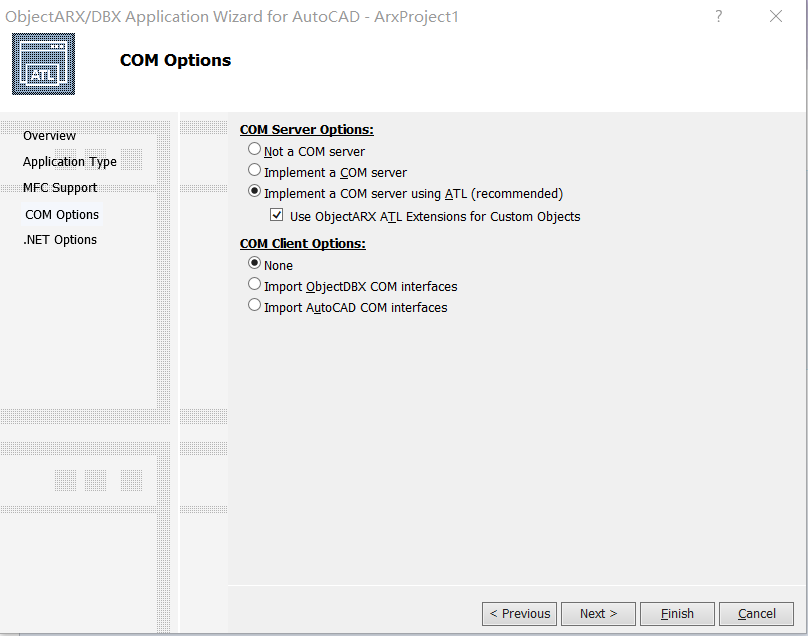 ObjectARX/DBX Application Wizard for AutoCAD - ArxProject1
?
ATL
COM Options
Overview
Application Type
MFC Support
COM Options
.NET Options
COM Server Options:
Not a COM server
Implement a COM server
Implement a COM server using ATL (recommended)
Use ObjectARX ATL Extensions for Custom Objects
COM Client Options:
None
Import ObjectDBX COM interfaces
Import AutoCAD COM interfaces
< Previous
Next >
Finish
Cancel